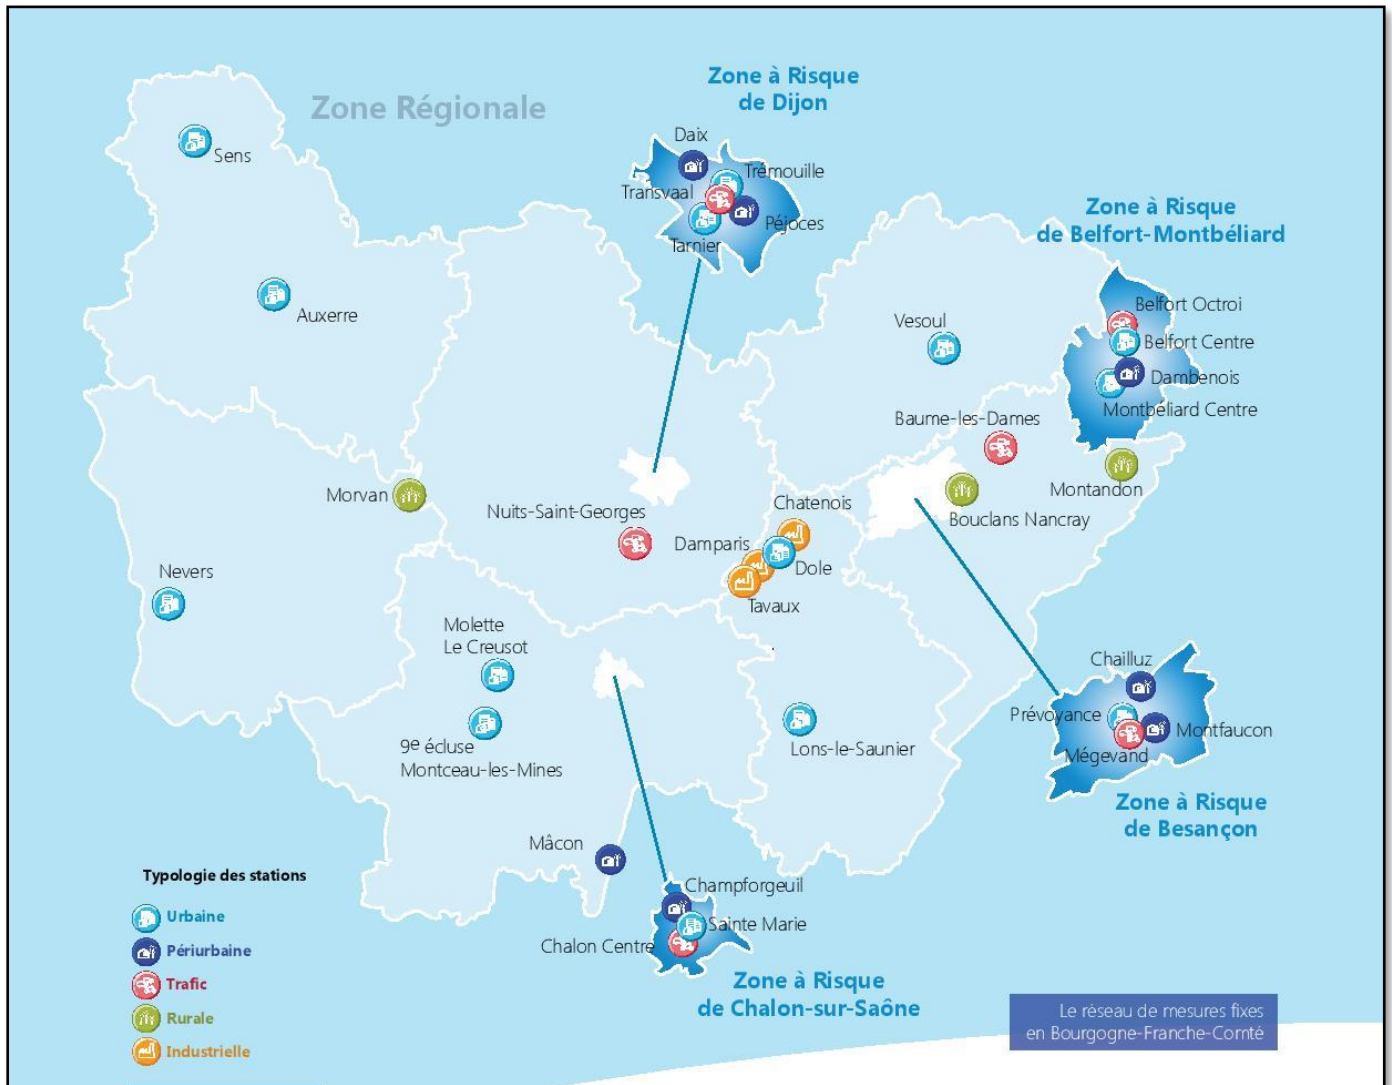 Zone Régionale
Zone à Risque
de Dijon
Daix
Sens
Trémouille
Transvaal
Péjoces
Tarnier
Zone à Risque
de Belfort-Montbéliard
Belfort Octroi
Auxerre
Vesoul
Belfort Centre
Dambenois
Montbéliard Centre
Baume-les-Dames
Morvan
Montandon
Nuits-Saint-Georges
Chatenois
Bouclans Nancray
Damparis
Dole
Nevers
Tavaux
Molette
Le Creusot
Chailluz
Prévoyance
Montfaucon
9e écluse
Montceau-les-Mines
Lons-le-Saunier
Mégevand
Zone à Risque
de Besançon
Mâcon
Typologie des stations
Urbaine
Périurbaine
Trafic
Rurale
Industrielle
Champforgeuil
Sainte Marie
Chalon Centre
Zone à Risque
de Chalon-sur-Saône
Le réseau de mesures fixes
en Bourgogne-Franche-Comté